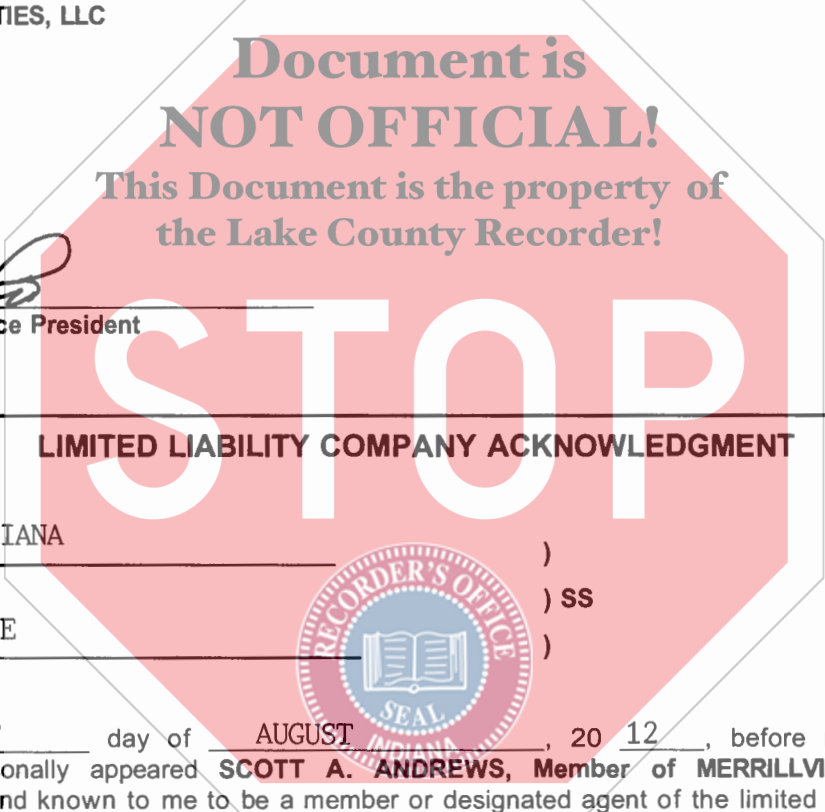 TIES, LLC
Document is
NOT OFFICIAL!
This Document is the property of
the Lake County Recorder!
ce President
STOP
LIMITED LIABILITY COMPANY ACKNOWLEDGMENT
IANA )
) SS
E )
RECORDER'S OFFICE
SEAL
INDIANA
day of AUGUST, 20 12, before
onally appeared SCOTT A. ANDREWS, Member of MERRILLVI
nd known to me to be a member or designated agent of the limited